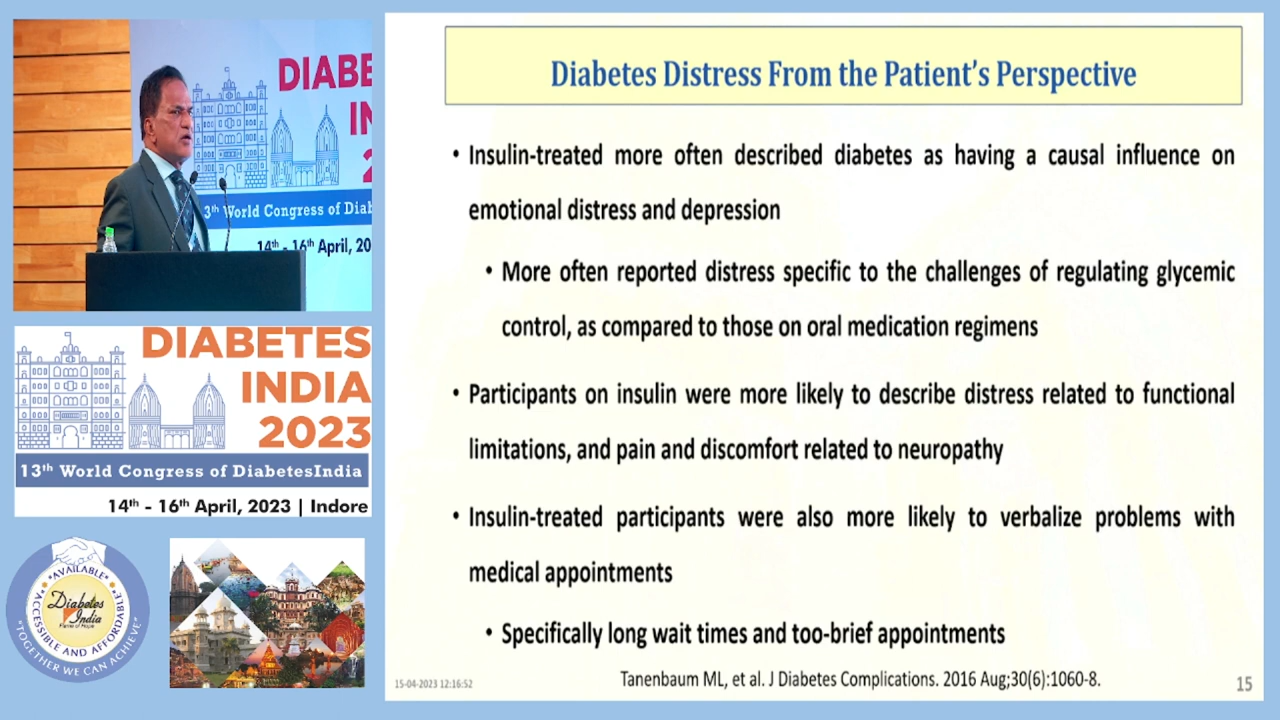 DIABE
IN
2
3th World Congress of Diab
14th - 16th April, 20
DIABETES
INDIA
2023
13th World Congress of DiabetesIndia
14th - 16th April, 2023 | Indore
*AVAILABLE*
*ACCESSIBLE AND AFFORDABLE*
Diabetes
India
"TOGETHER WE CAN ACHIEVE"
Diabetes Distress From the Patient's Perspective
• Insulin-treated more often described diabetes as having a causal influence on
emotional distress and depression
• More often reported distress specific to the challenges of regulating glycemic
control, as compared to those on oral medication regimens
• Participants on insulin were more likely to describe distress related to functional
limitations, and pain and discomfort related to neuropathy
• Insulin-treated participants were also more likely to verbalize problems with
medical appointments
• Specifically long wait times and too-brief appointments
Tanenbaum ML, et al. J Diabetes Complications. 2016 Aug;30(6):1060-8.
15-04-2023 12:16:52
15